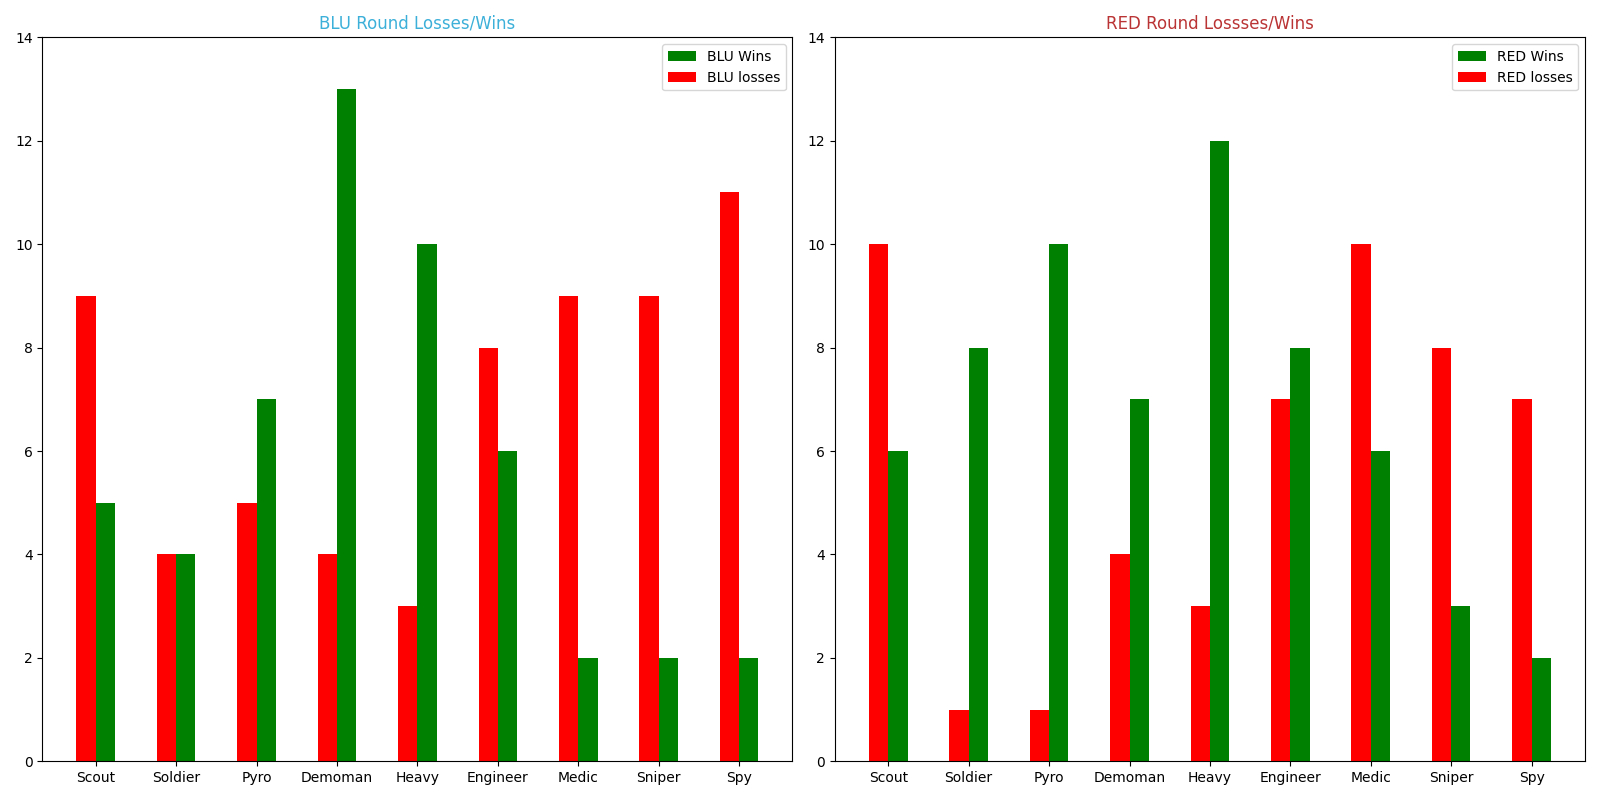 BLU Round Losses/Wins
14
12
10
8
6
4
2
0
BLU Wins
BLU losses
Scout Soldier Pyro Demoman Heavy Engineer Medic Sniper Spy
RED Round Lossses/Wins
14
12
10
8
6
4
2
0
RED Wins
RED losses
Scout Soldier Pyro Demoman Heavy Engineer Medic Sniper Spy